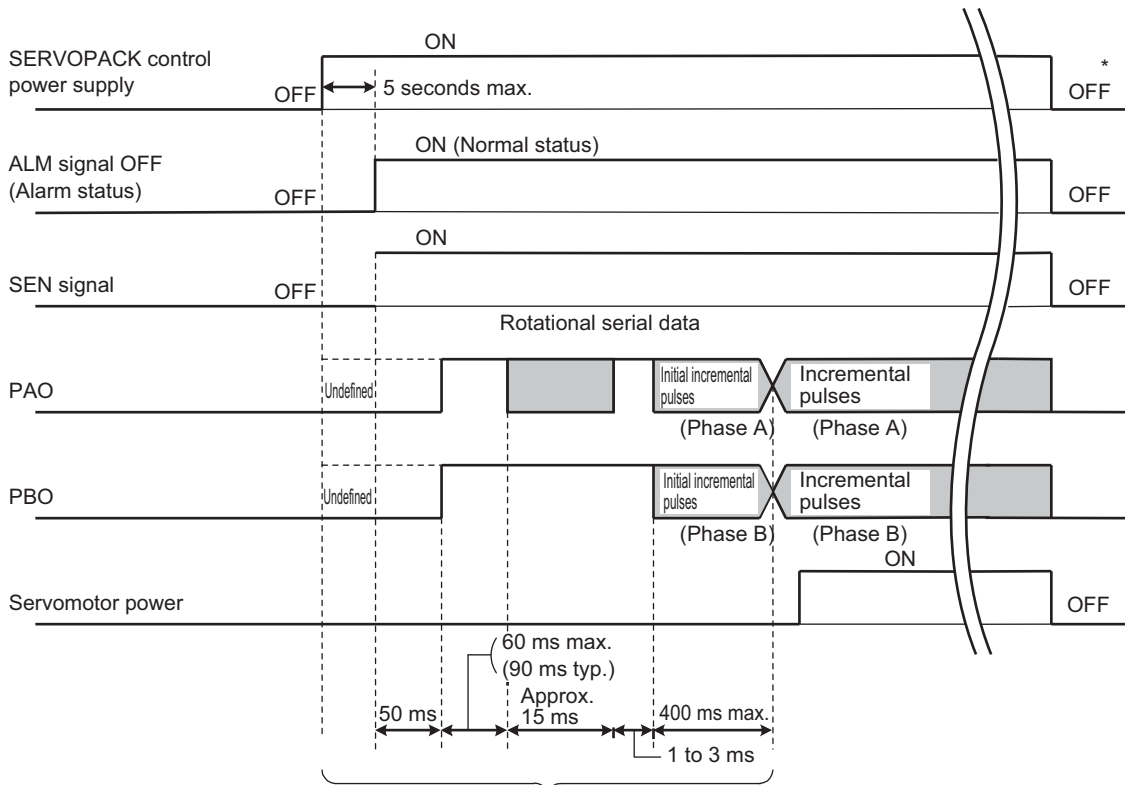 ON
SERVOPACK control
power supply
OFF
5 seconds max.
*
OFF
ON (Normal status)
ALM signal OFF
(Alarm status)
OFF
OFF
ON
SEN signal
OFF
OFF
Rotational serial data
PAO
Undefined
Initial incremental
pulses
Incremental
pulses
(Phase A)
(Phase A)
PBO
Undefined
Initial incremental
pulses
Incremental
pulses
(Phase B)
(Phase B)
ON
Servomotor power
OFF
60 ms max.
(90 ms typ.)
Approx.
50 ms
15 ms
400 ms max.
1 to 3 ms